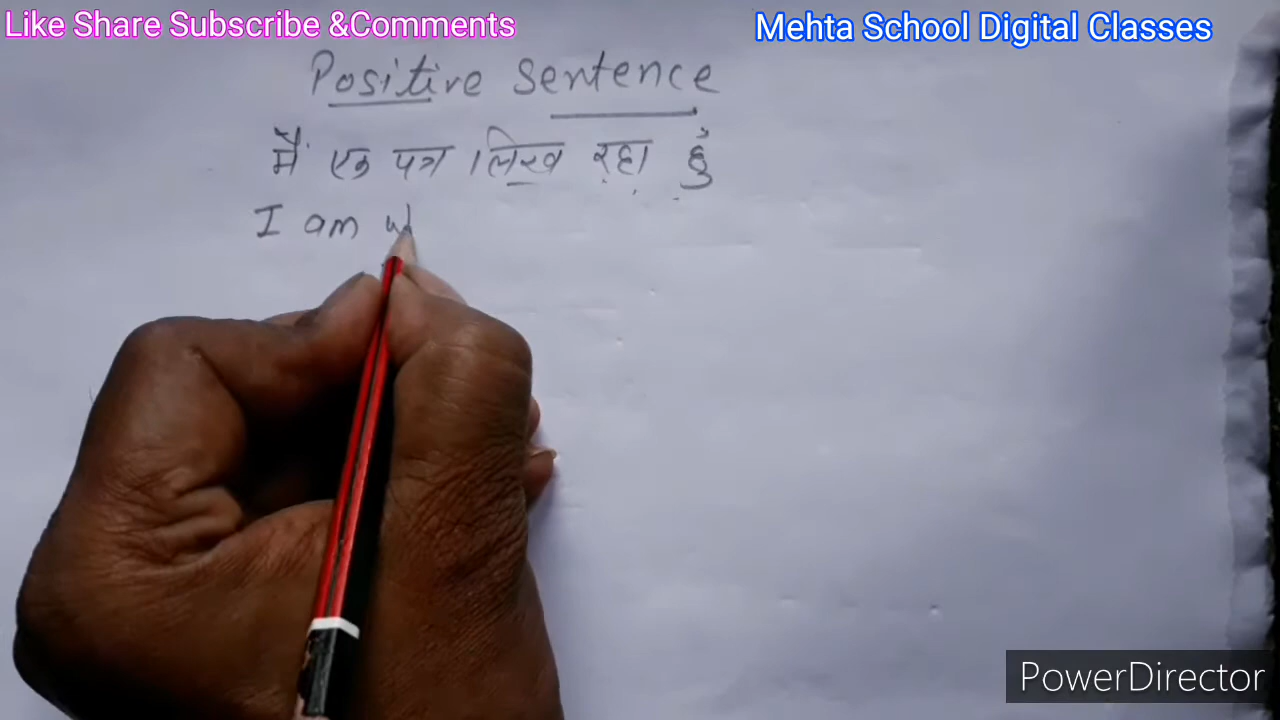 Like Share Subscribe &Comments
Mehta School Digital Classes
Positive Sentence
मैं एक पत्र लिख रहा हुँ
I am w
PowerDirector